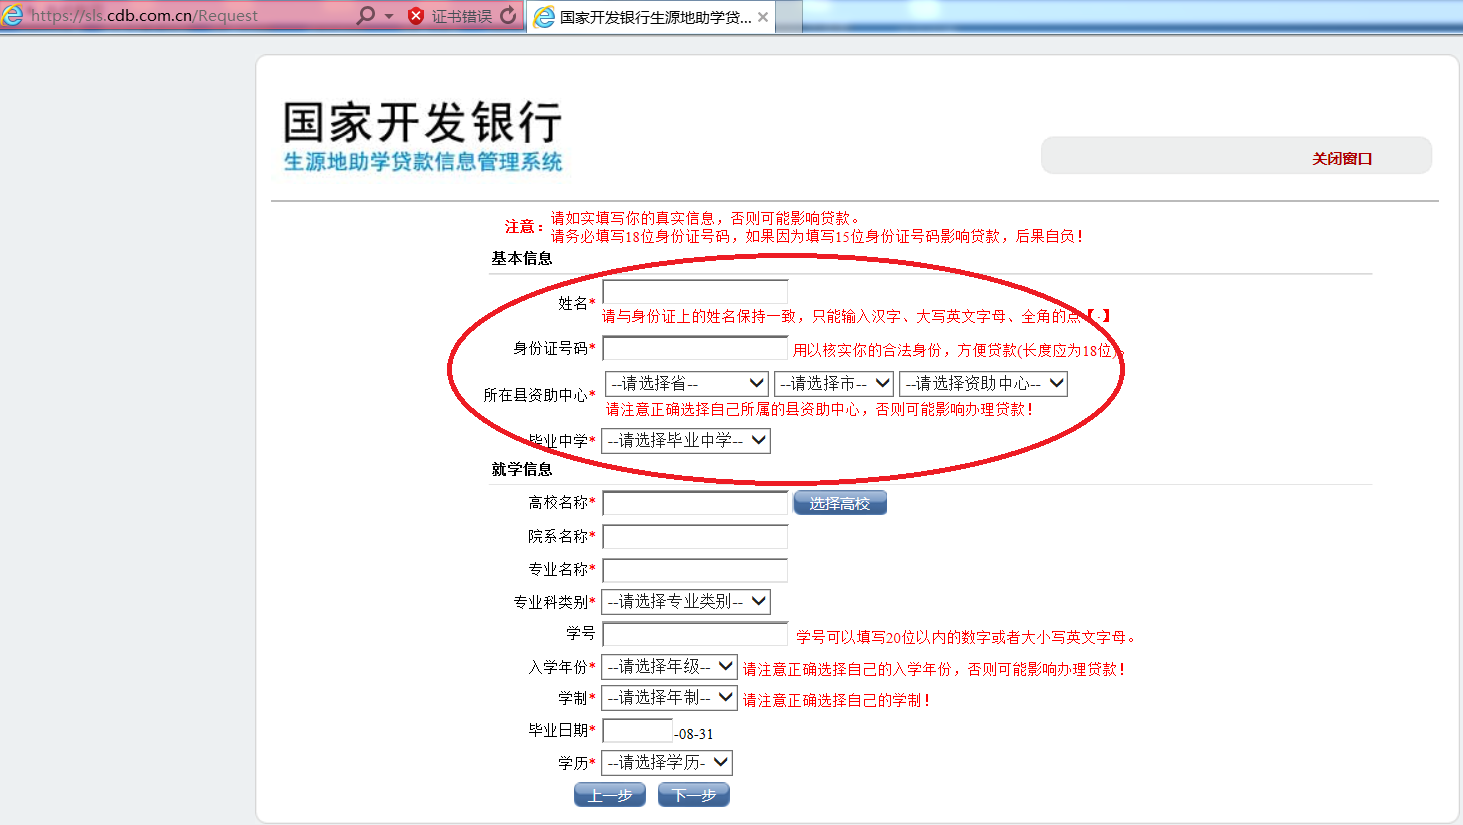 https://sls.cdb.com.cn/Request 证书错误 国家开发银行生源地助学贷...
国家开发银行
生源地助学贷款信息管理系统
关闭窗口
注意：
请如实填写你的真实信息，否则可能影响贷款。
请务必填写18位身份证号码，如果因为填写15位身份证号码影响贷款，后果自负！
基本信息
姓名*
请与身份证上的姓名保持一致，只能输入汉字、大写英文字母、全角的点【·】
身份证号码* 用以核实你的合法身份，方便贷款(长度应为18位)。
所在县资助中心* --请选择省-- --请选择市-- --请选择资助中心--
请注意正确选择自己所属的县资助中心，否则可能影响办理贷款！
毕业中学* --请选择毕业中学--
就学信息
高校名称* 选择高校
院系名称*
专业名称*
专业科类别* --请选择专业类别--
学号 学号可以填写20位以内的数字或者大小写英文字母。
入学年份* --请选择年级-- 请注意正确选择自己的入学年份，否则可能影响办理贷款！
学制* --请选择年制-- 请注意正确选择自己的学制！
毕业日期* -08-31
学历* --请选择学历-
上一步 下一步